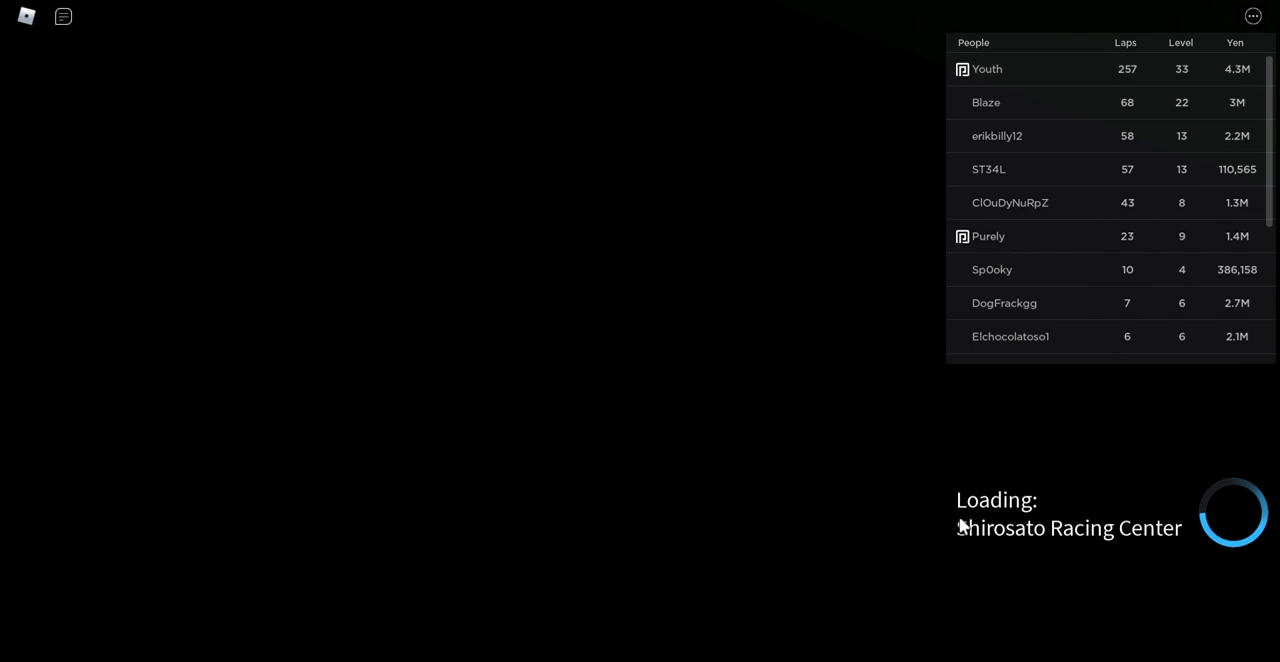 People Laps Level Yen
Youth 257 33 4.3M
Blaze 68 22 3M
erikbilly12 58 13 2.2M
ST34L 57 13 110,565
ClOuDyNuRpZ 43 8 1.3M
Purely 23 9 1.4M
Sp0oky 10 4 386,158
DogFrackgg 7 6 2.7M
Elchocolatoso1 6 6 2.1M
Loading:
Shirosato Racing Center